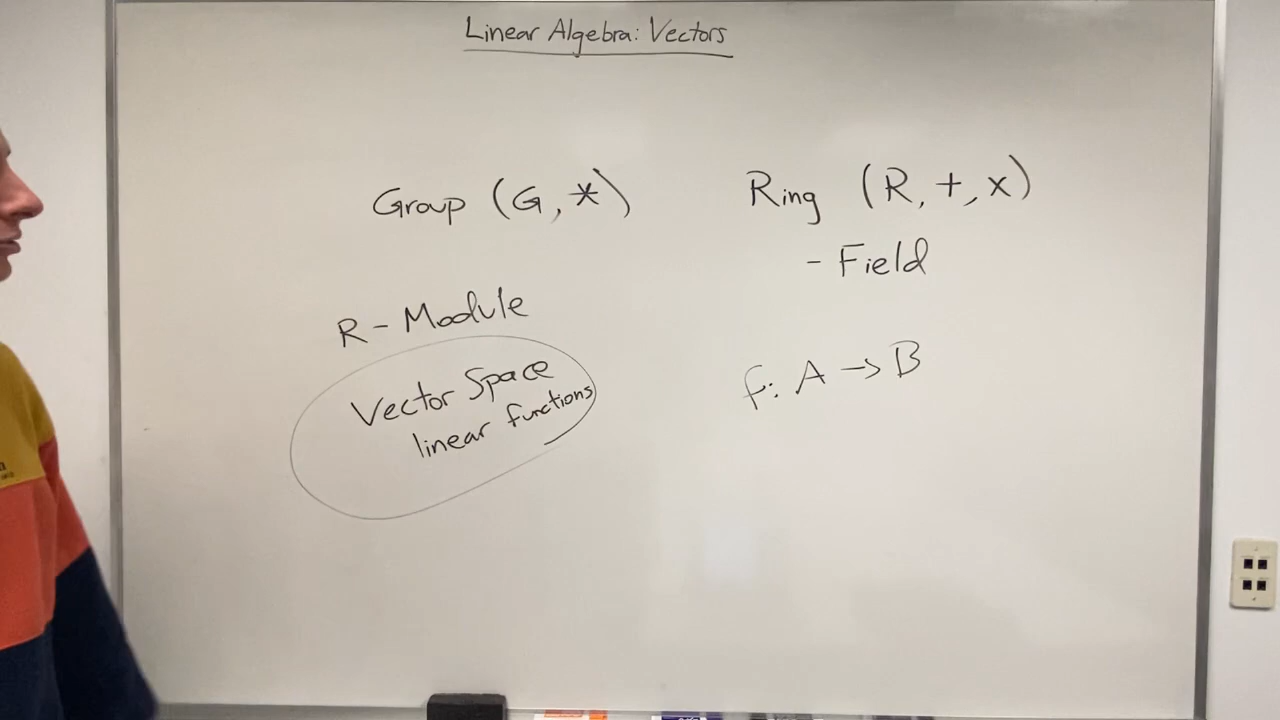 Linear Algebra: Vectors
Group (G, *)
Ring (R, +, x)
- Field
R - Module
Vector Space
linear functions
f: A → B